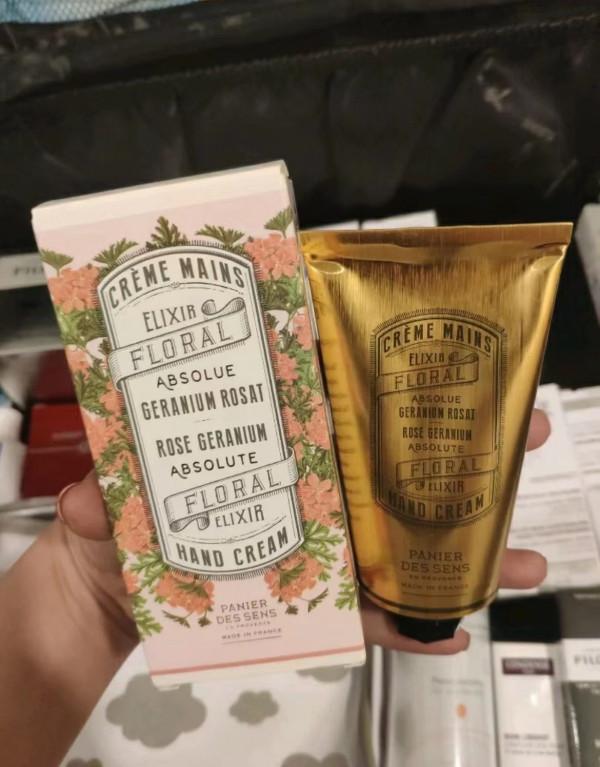 CRÈME MAINS
ELIXIR
FLORAL
ABSOLUE
GERANIUM ROSAT
ROSE GERANIUM
ABSOLUTE
FLORAL
ELIXIR
HAND CREAM
PANIER
DES SENS
EN PROVENCE
MADE IN FRANCE
CRÈME MAINS
ELIXIR
FLORAL
ABSOLUE
GERANIUM ROSAT
ROSE GERANIUM
ABSOLUTE
FLORAL
ELIXIR
HAND CREAM
PANIER
DES SENS
EN PROVENCE
MADE IN FRANCE